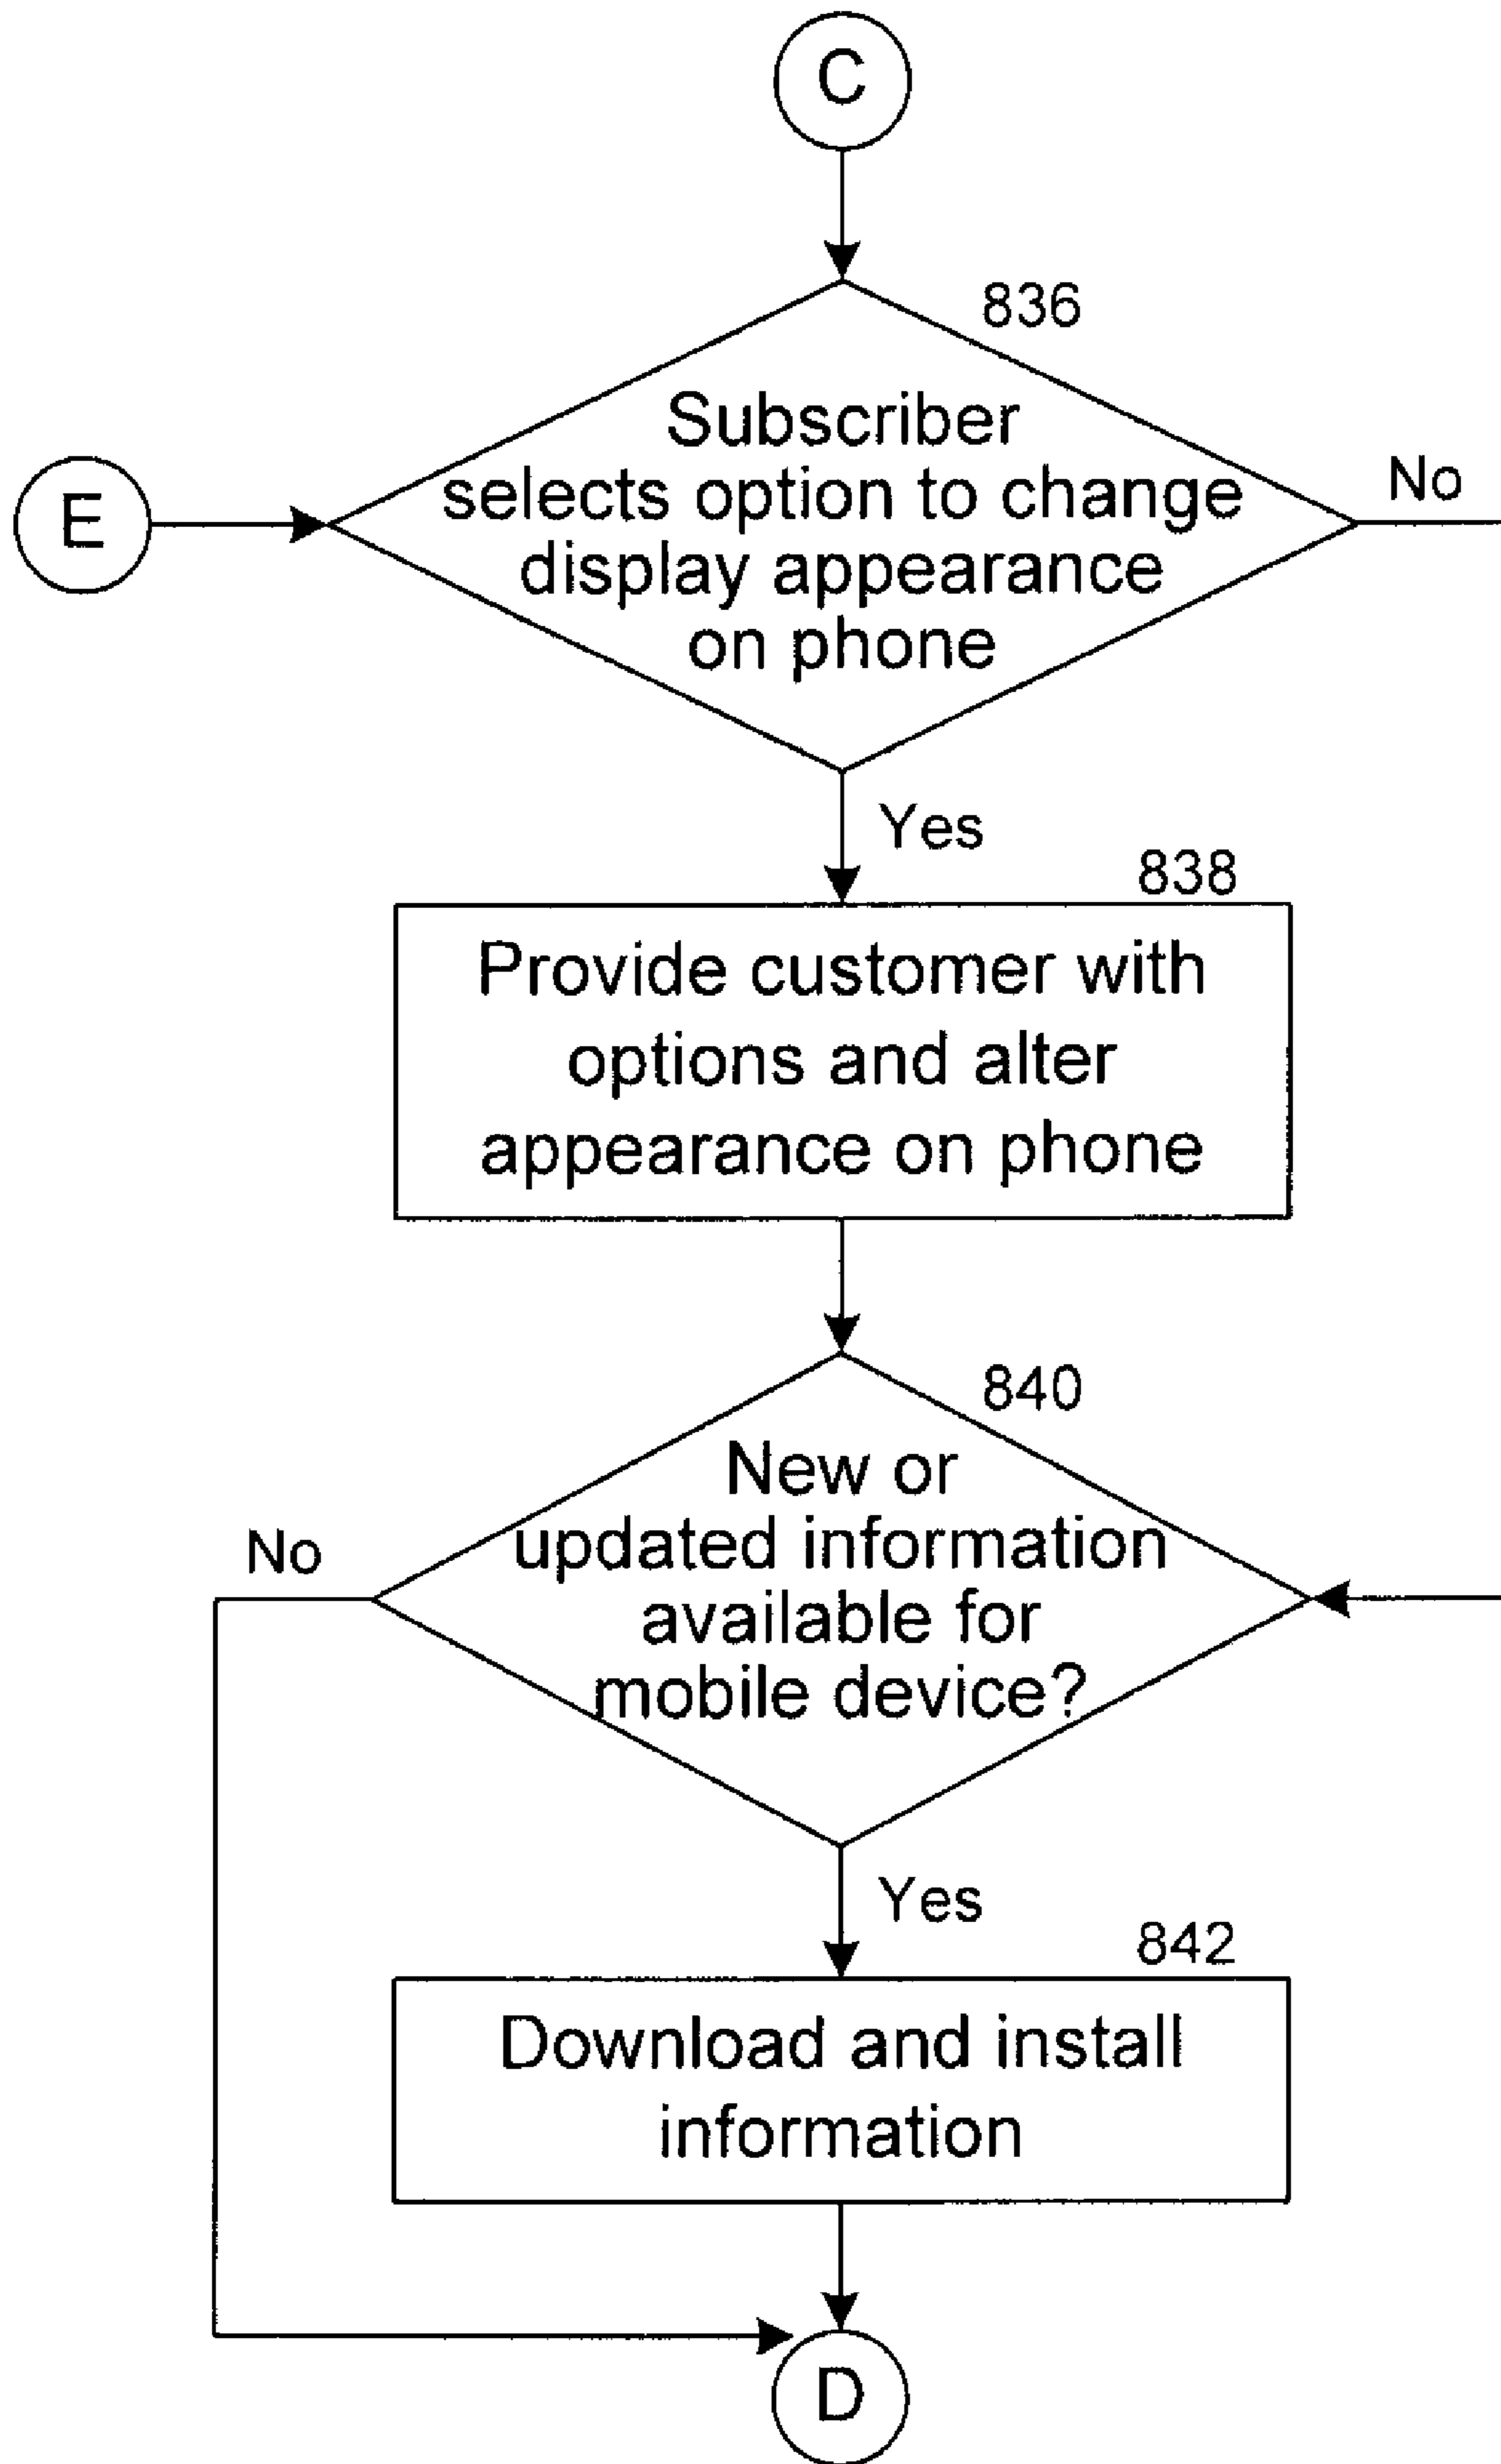 C
836
Subscriber
selects option to change
display appearance
on phone
E
No
Yes
838
Provide customer with
options and alter
appearance on phone
840
New or
updated information
available for
mobile device?
No
Yes
842
Download and install
information
D